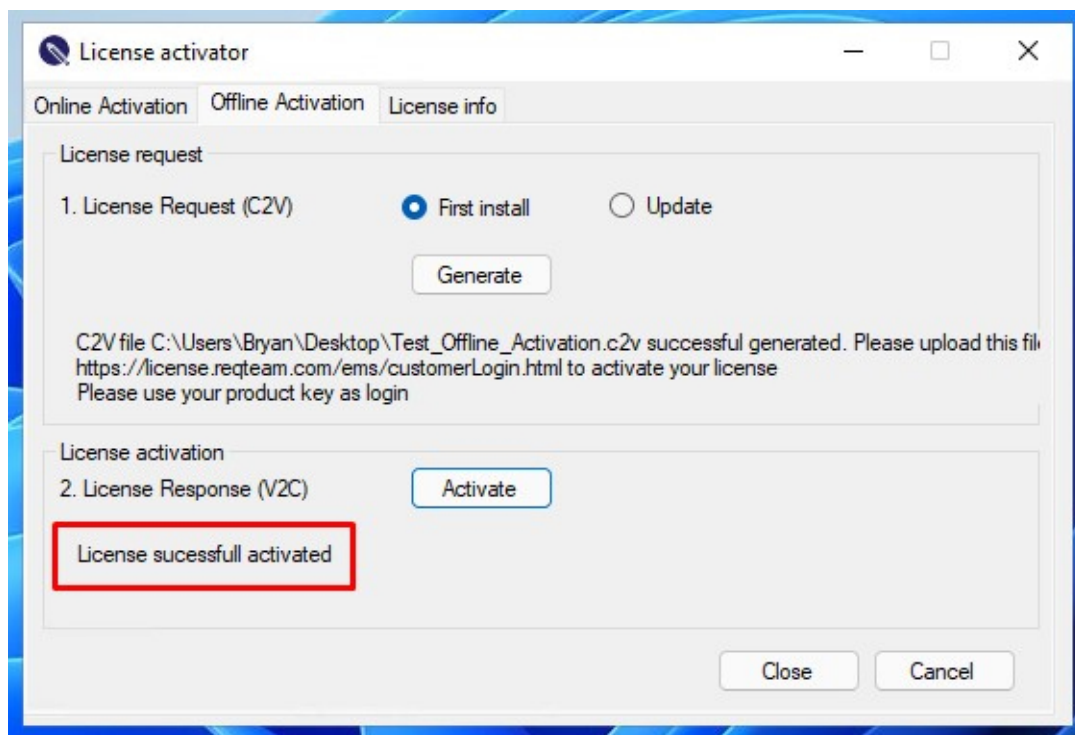 License activator
Online Activation Offline Activation License info
License request
1. License Request (C2V) First install Update
Generate
C2V file C:\Users\Bryan\Desktop\Test_Offline_Activation.c2v successful generated. Please upload this
https://license.reqteam.com/ems/customerLogin.html to activate your license
Please use your product key as login
License activation
2. License Response (V2C) Activate
License sucessfull activated
Close Cancel